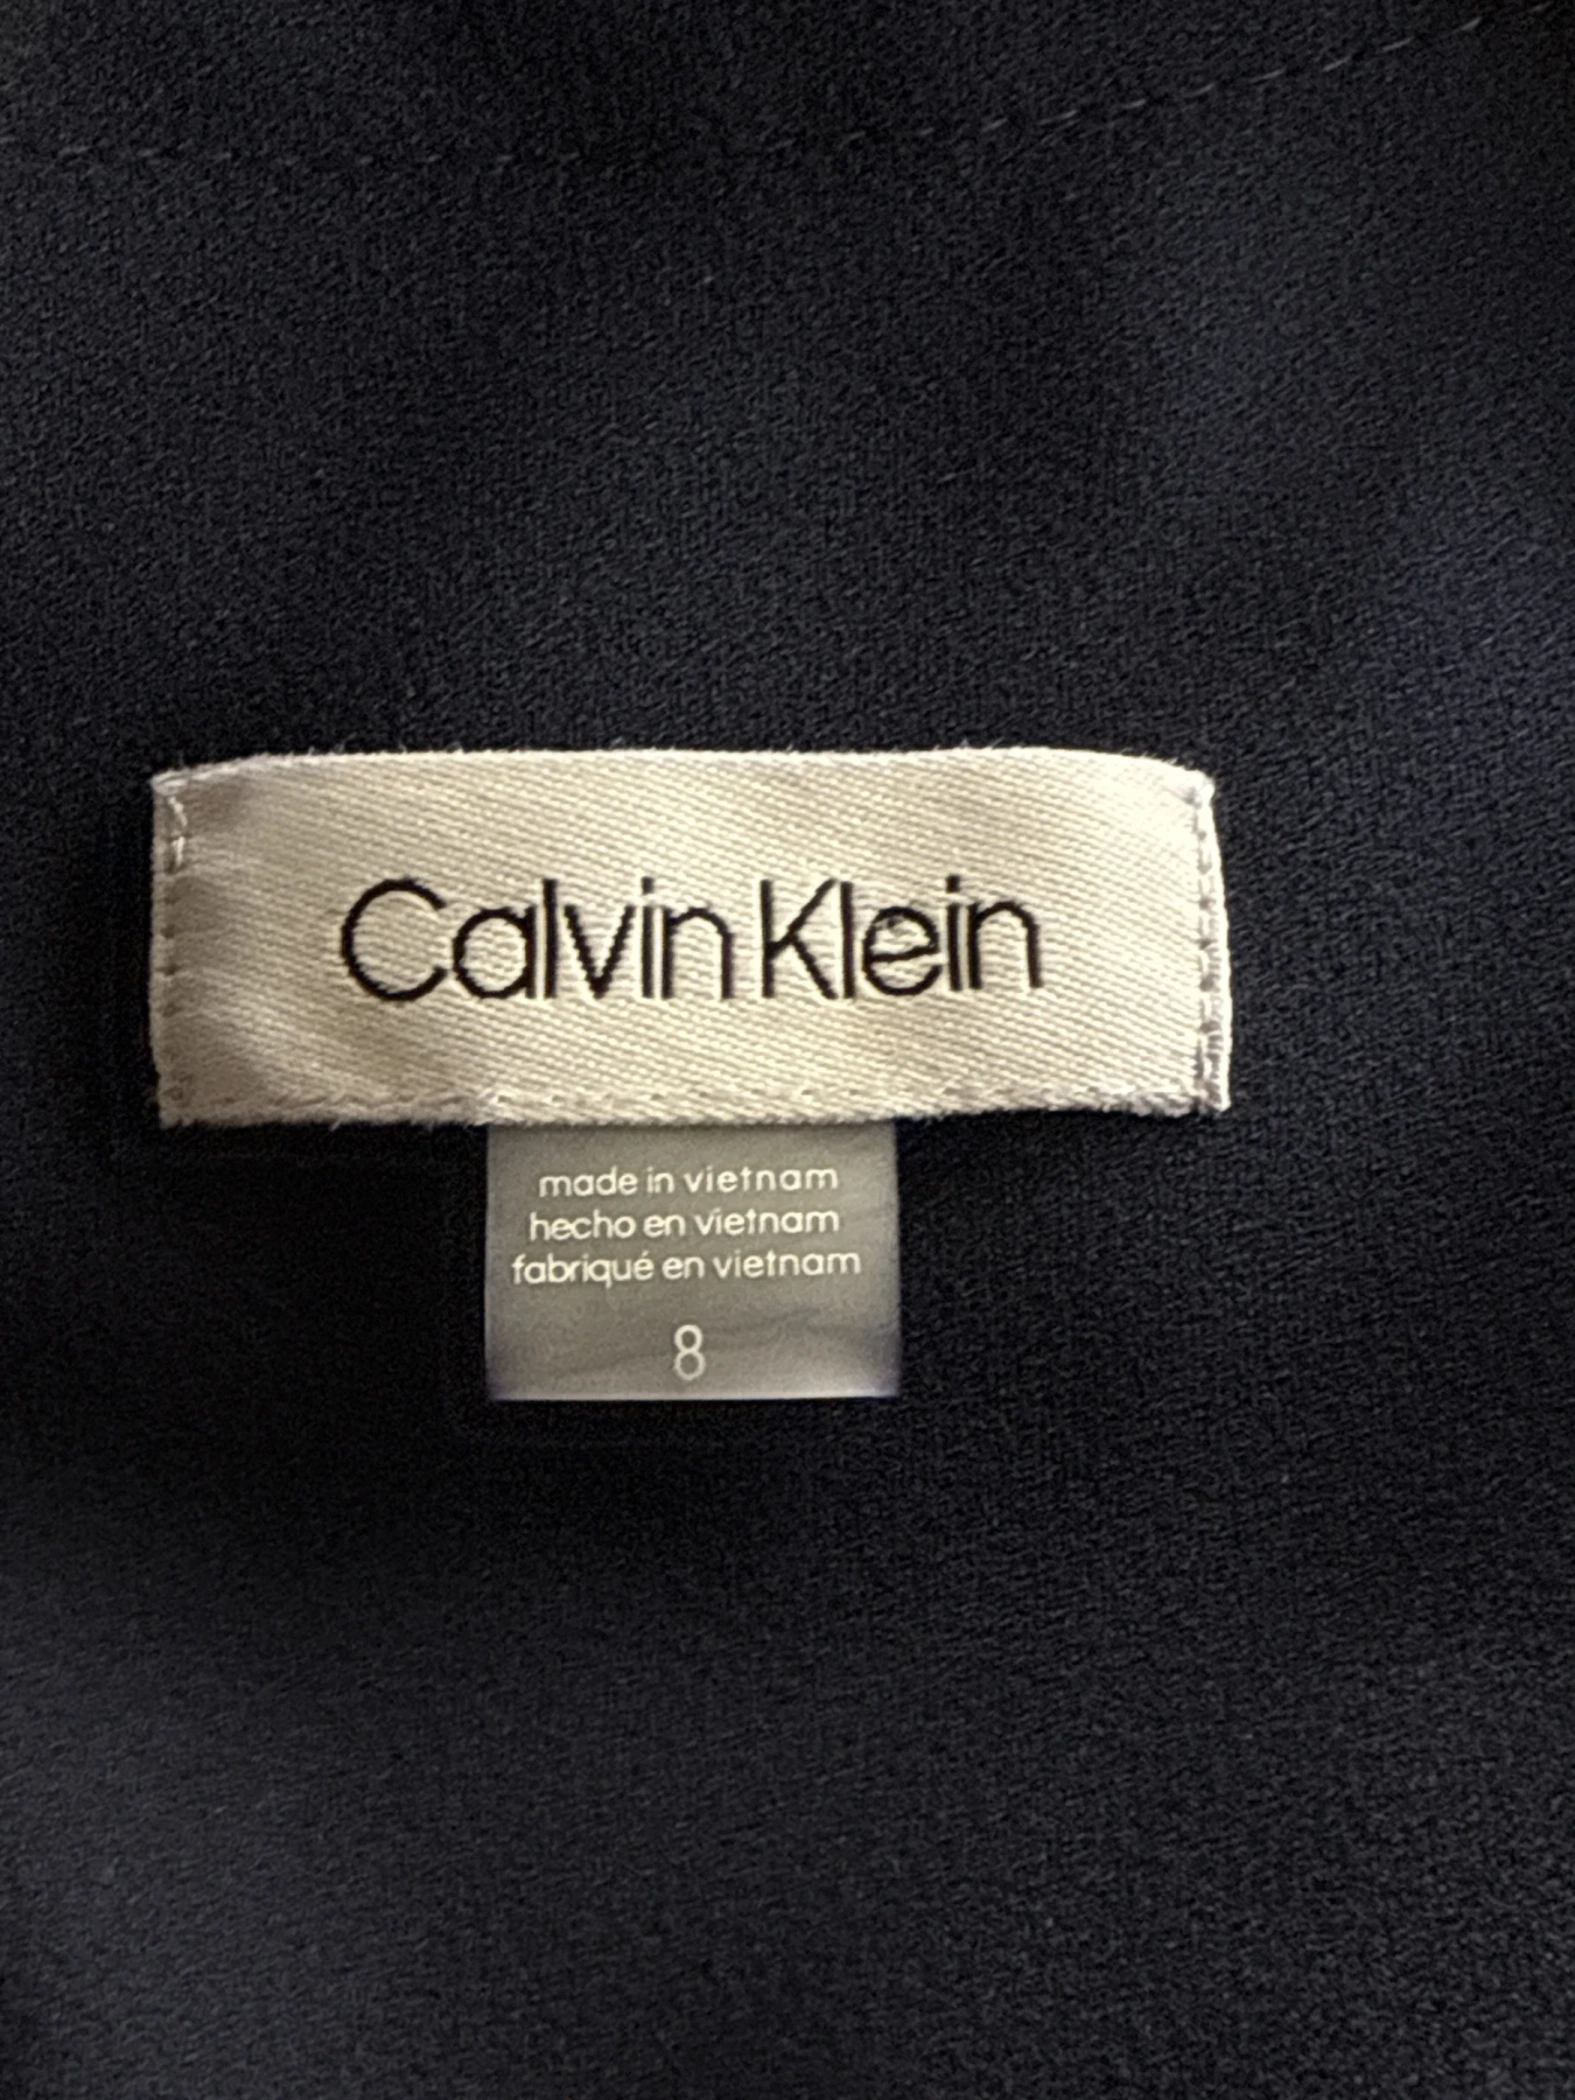 Calvin Klein
made in vietnam
hecho en vietnam
fabriqué en vietnam
8